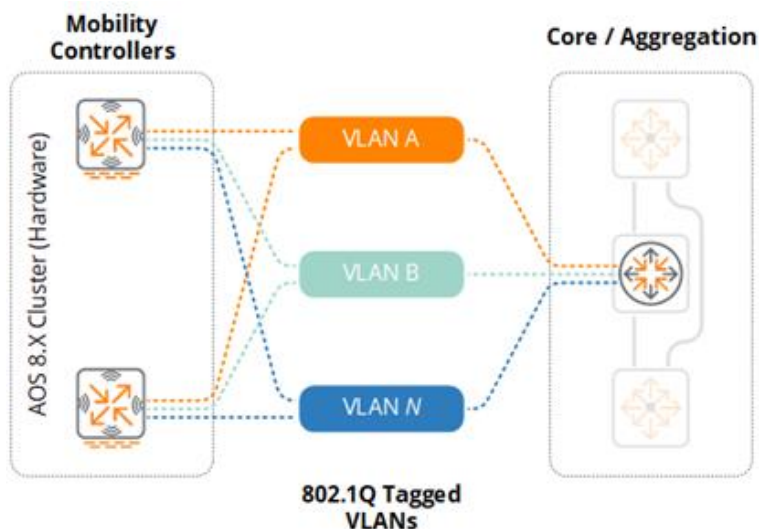 Mobility
Controllers
Core / Aggregation
AOS 8.X Cluster (Hardware)
VLAN A
VLAN B
VLAN N
802.1Q Tagged
VLANs